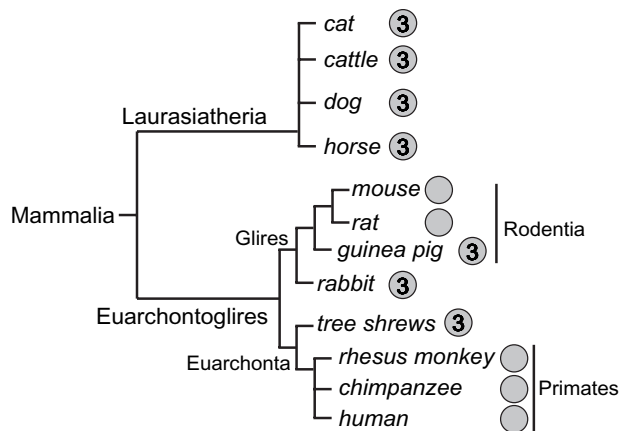 cat 3
cattle 3
dog 3
Laurasiatheria
horse 3
mouse
Mammalia
rat
Rodentia
Glires
guinea pig 3
rabbit 3
Euarchontoglires
tree shrews 3
Euarchonta
rhesus monkey
chimpanzee
Primates
human